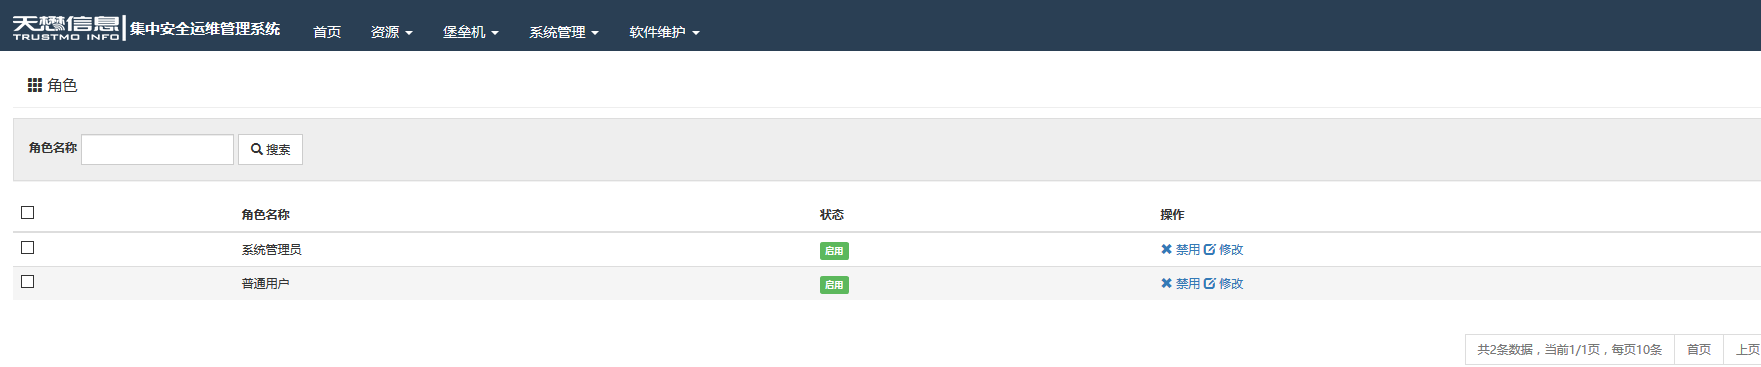 天懋信息 集中安全运维管理系统 首页 资源 堡垒机 系统管理 软件维护
TRUSTMO INFO
角色
角色名称 搜索
角色名称 状态 操作
系统管理员 启用 禁用 修改
普通用户 启用 禁用 修改
共2条数据，当前1/1页，每页10条 首页 上页